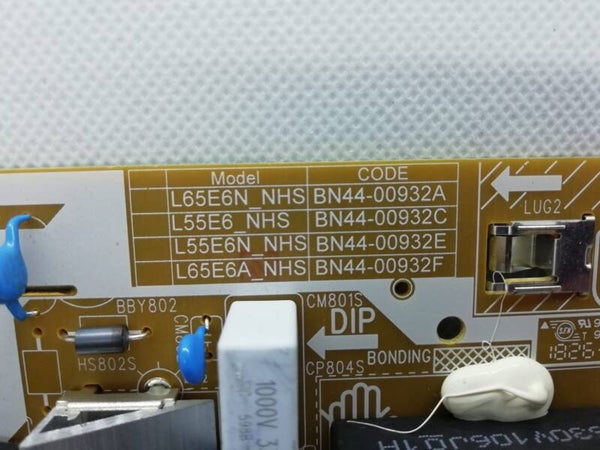 Model CODE
L65E6N_NHS BN44-00932A
L55E6_NHS BN44-00932C
L55E6N_NHS BN44-00932E
L65E6A_NHS BN44-00932F
LUG2
BBY802
CM801S
DIP
HS802S
CP804S
BONDING
1000V